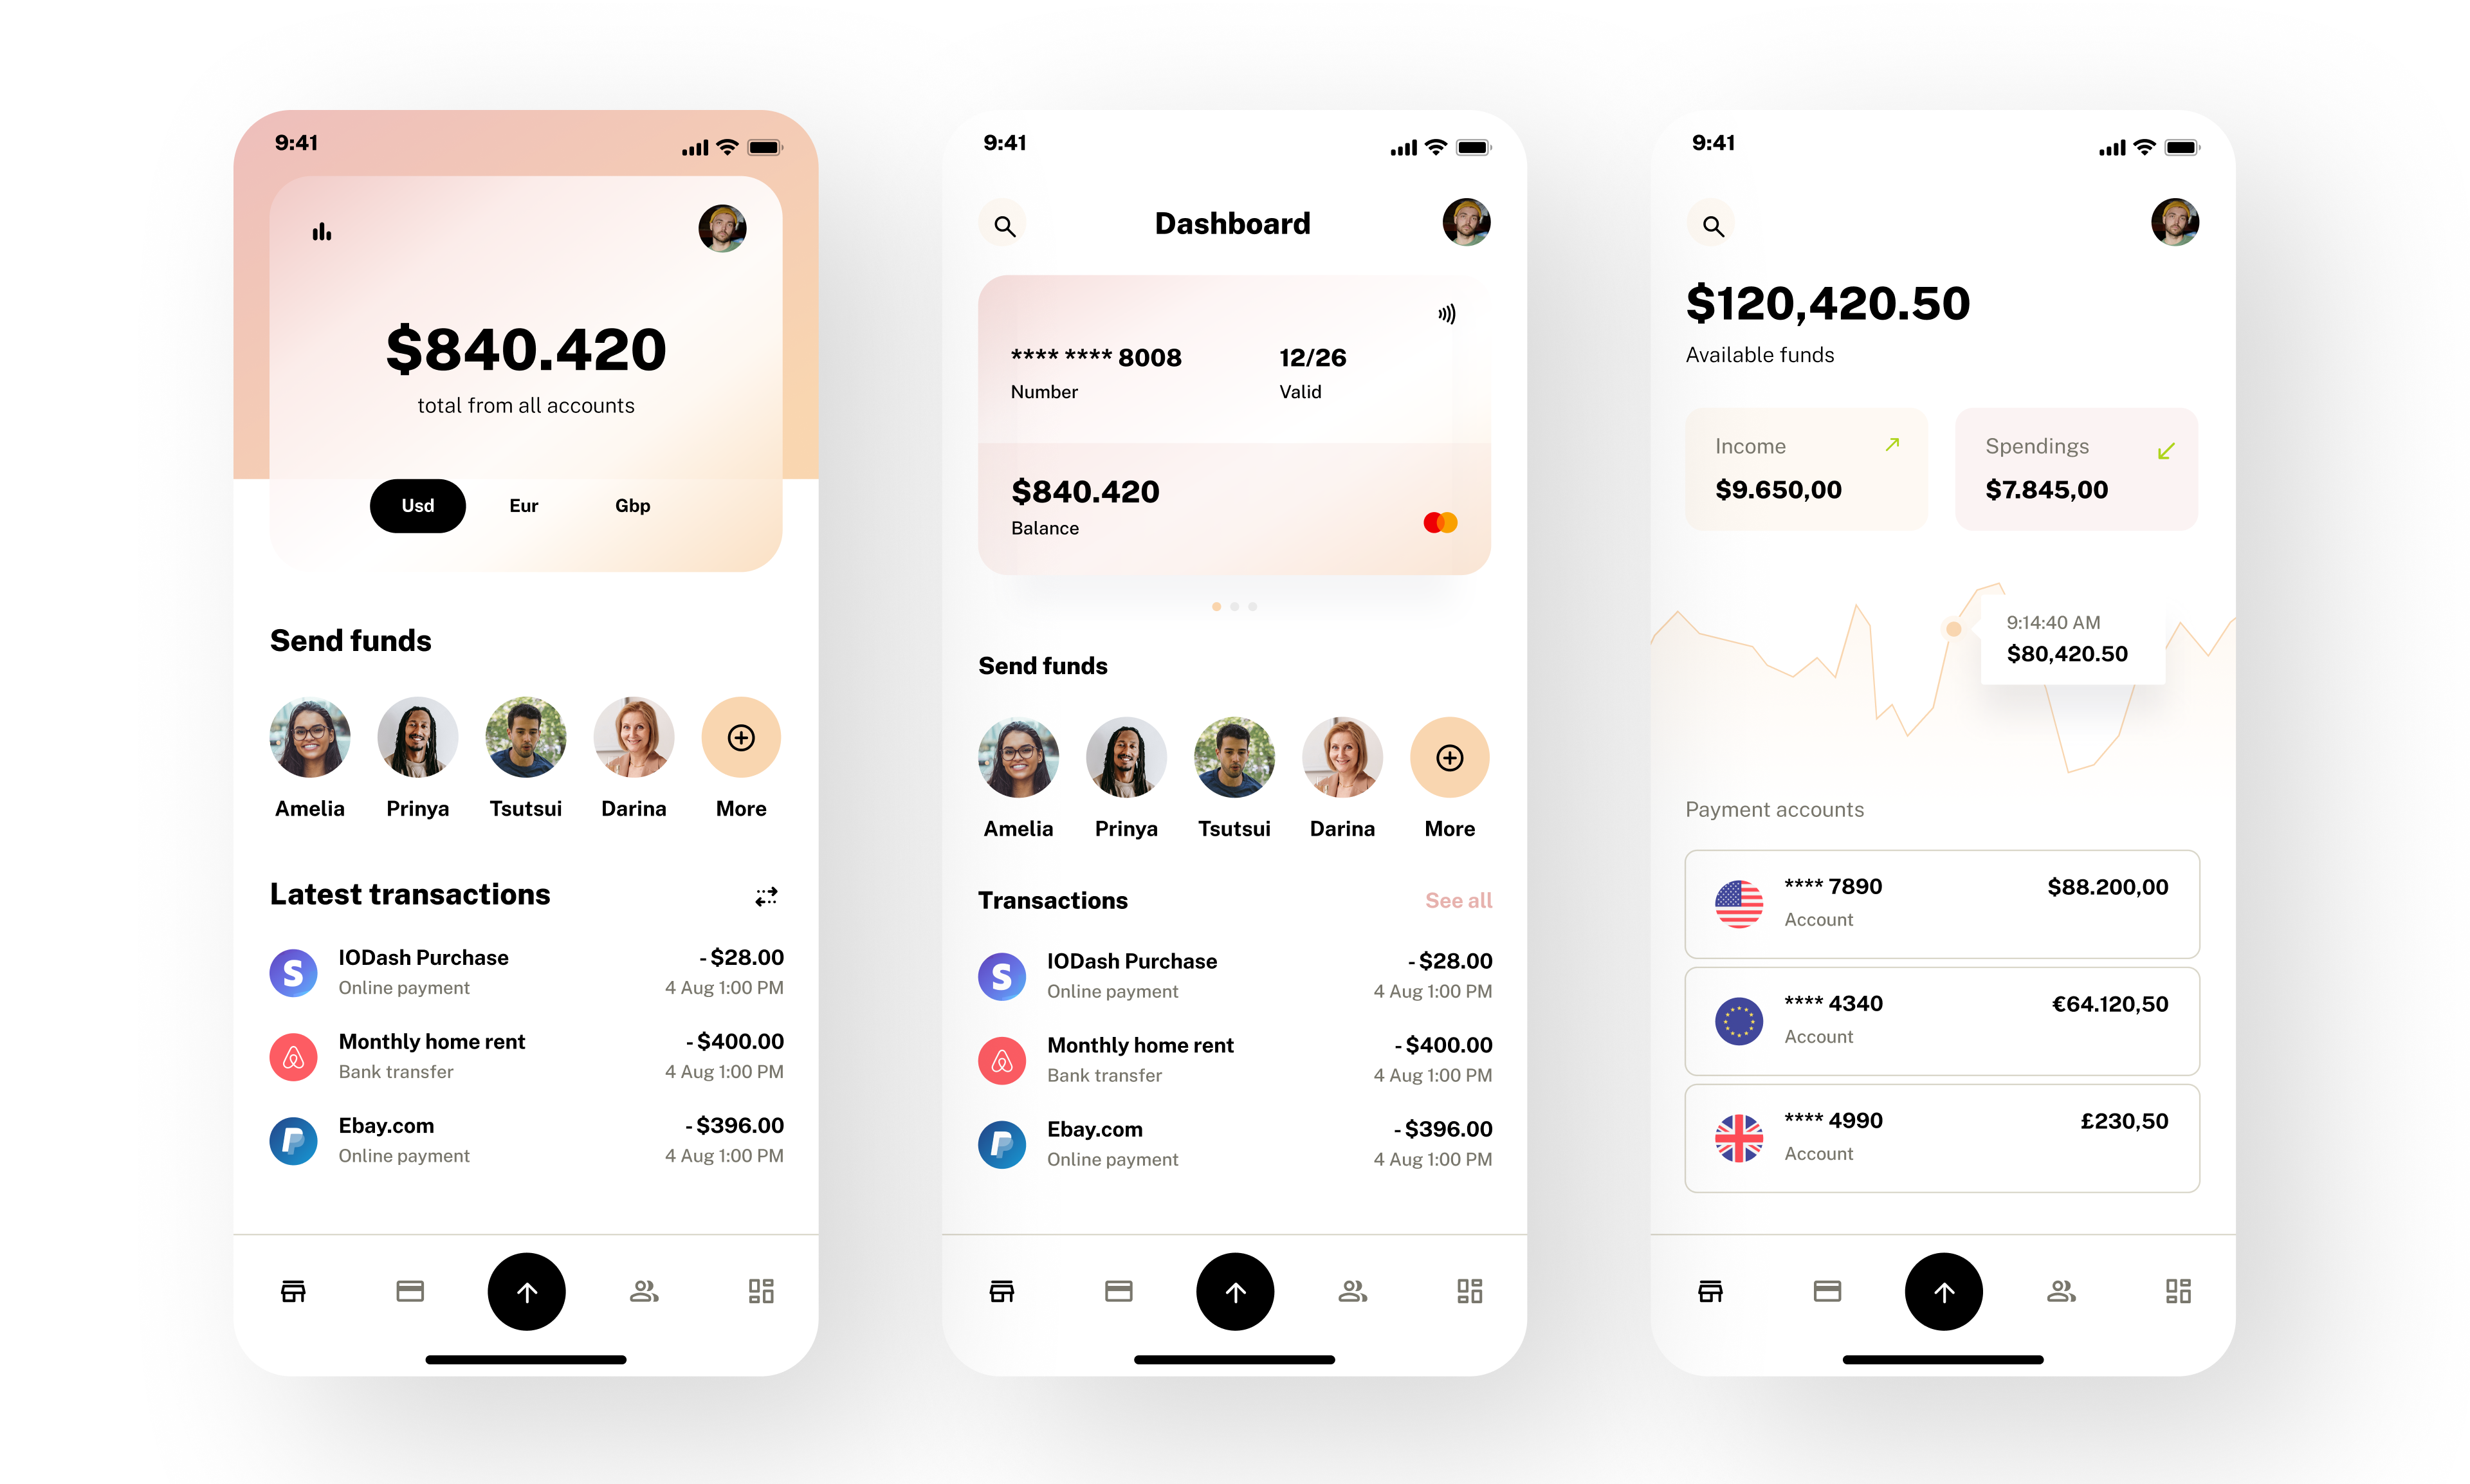 9:41
$840.420
total from all accounts
Usd Eur Gbp
Send funds
Amelia Prinya Tsutsui Darina More
Latest transactions
IODash Purchase - $28.00
Online payment 4 Aug 1:00 PM
Monthly home rent - $400.00
Bank transfer 4 Aug 1:00 PM
Ebay.com - $396.00
Online payment 4 Aug 1:00 PM
9:41
Dashboard
**** **** 8008 12/26
Number Valid
$840.420
Balance
Send funds
Amelia Prinya Tsutsui Darina More
Transactions See all
IODash Purchase - $28.00
Online payment 4 Aug 1:00 PM
Monthly home rent - $400.00
Bank transfer 4 Aug 1:00 PM
Ebay.com - $396.00
Online payment 4 Aug 1:00 PM
9:41
$120,420.50
Available funds
Income Spendings
$9.650,00 $7.845,00
9:14:40 AM
$80,420.50
Payment accounts
**** 7890 $88.200,00
Account
**** 4340 €64.120,50
Account
**** 4990 £230,50
Account